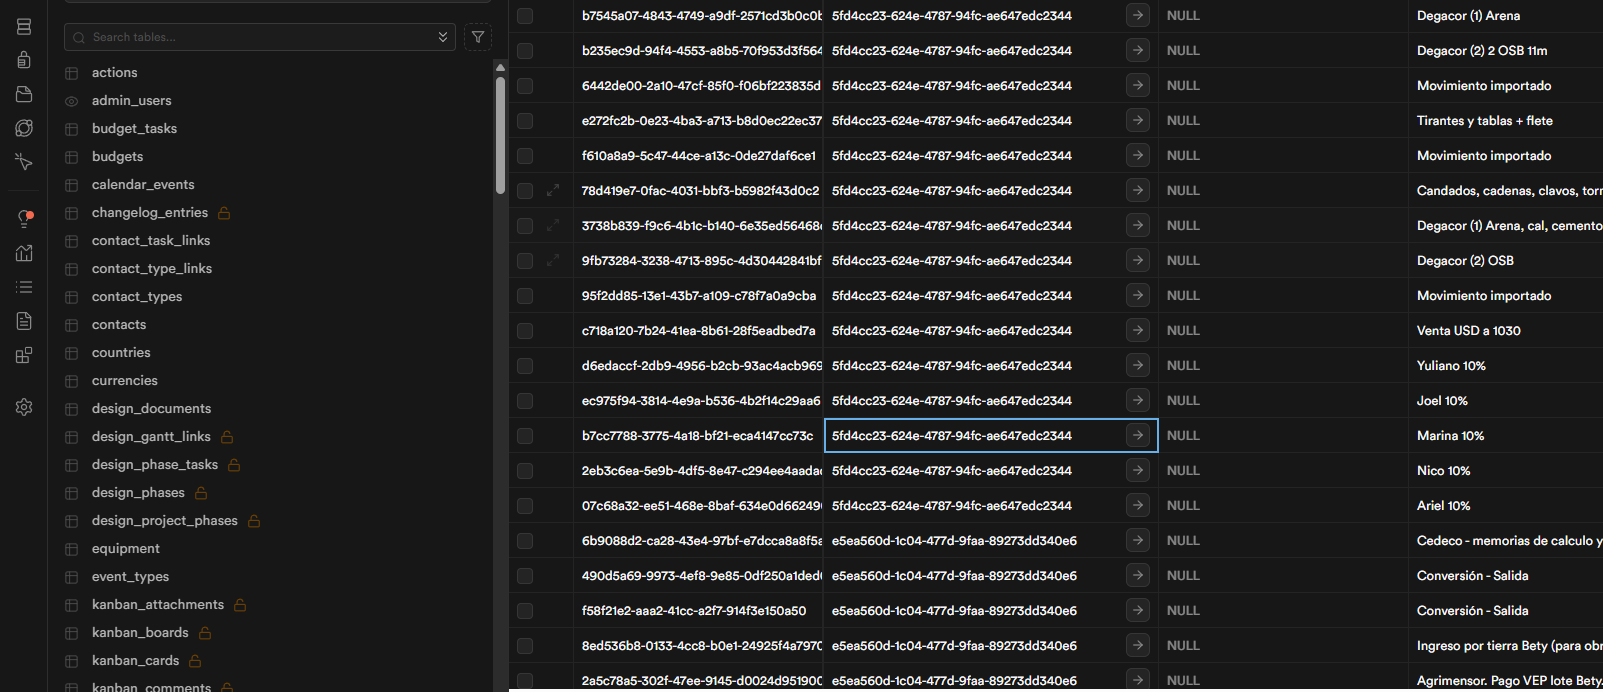 Search tables...
actions
admin_users
budget_tasks
budgets
calendar_events
changelog_entries
contact_task_links
contact_type_links
contact_types
contacts
countries
currencies
design_documents
design_gantt_links
design_phase_tasks
design_phases
design_project_phases
equipment
event_types
kanban_attachments
kanban_boards
kanban_cards
kanban_comments
b7545a07-4843-4749-a9df-2571cd3b0c0b 5fd4cc23-624e-4787-94fc-ae647edc2344 NULL Degacor (1) Arena
b235ec9d-94f4-4553-a8b5-70f953d3f564 5fd4cc23-624e-4787-94fc-ae647edc2344 NULL Degacor (2) 2 OSB 11m
6442de00-2a10-47cf-85f0-f06bf223835d 5fd4cc23-624e-4787-94fc-ae647edc2344 NULL Movimiento importado
e272fc2b-0e23-4ba3-a713-b8d0ec22ec37 5fd4cc23-624e-4787-94fc-ae647edc2344 NULL Tirantes y tablas + flete
f610a8a9-5c47-44ce-a13c-0de27daf6ce1 5fd4cc23-624e-4787-94fc-ae647edc2344 NULL Movimiento importado
78d419e7-0fac-4031-bbf3-b5982f43d0c2 5fd4cc23-624e-4787-94fc-ae647edc2344 NULL Candados, cadenas, clavos, torn
3738b839-f9c6-4b1c-b140-6e35ed56468 5fd4cc23-624e-4787-94fc-ae647edc2344 NULL Degacor (1) Arena, cal, cemento
9fb73284-3238-4713-895c-4d30442841bf 5fd4cc23-624e-4787-94fc-ae647edc2344 NULL Degacor (2) OSB
95f2dd85-13e1-43b7-a109-c78f7a0a9cba 5fd4cc23-624e-4787-94fc-ae647edc2344 NULL Movimiento importado
c718a120-7b24-41ea-8b61-28f5eadbed7a 5fd4cc23-624e-4787-94fc-ae647edc2344 NULL Venta USD a 1030
d6edaccf-2db9-4956-b2cb-93ac4acb969 5fd4cc23-624e-4787-94fc-ae647edc2344 NULL Yuliano 10%
ec975f94-3814-4e9a-b536-4b2f14c29aa6 5fd4cc23-624e-4787-94fc-ae647edc2344 NULL Joel 10%
b7cc7788-3775-4a18-bf21-eca4147cc73c 5fd4cc23-624e-4787-94fc-ae647edc2344 NULL Marina 10%
2eb3c6ea-5e9b-4df5-8e47-c294ee4aada 5fd4cc23-624e-4787-94fc-ae647edc2344 NULL Nico 10%
07c68a32-ee51-468e-8baf-634e0d66249 5fd4cc23-624e-4787-94fc-ae647edc2344 NULL Ariel 10%
6b9088d2-ca28-43e4-97bf-e7dcca8a8f5a e5ea560d-1c04-477d-9faa-89273dd340e6 NULL Cedeco - memorias de calculo y
490d5a69-9973-4ef8-9e85-0df250a1ded e5ea560d-1c04-477d-9faa-89273dd340e6 NULL Conversión - Salida
f58f21e2-aaa2-41cc-a2f7-914f3e150a50 e5ea560d-1c04-477d-9faa-89273dd340e6 NULL Conversión - Salida
8ed536b8-0133-4cc8-b0e1-24925f4a7970 e5ea560d-1c04-477d-9faa-89273dd340e6 NULL Ingreso por tierra Bety (para obr
2a5c78a5-302f-47ee-9145-d0024d951900 e5ea560d-1c04-477d-9faa-89273dd340e6 NULL Agrimensor. Pago VEP lote Bety.